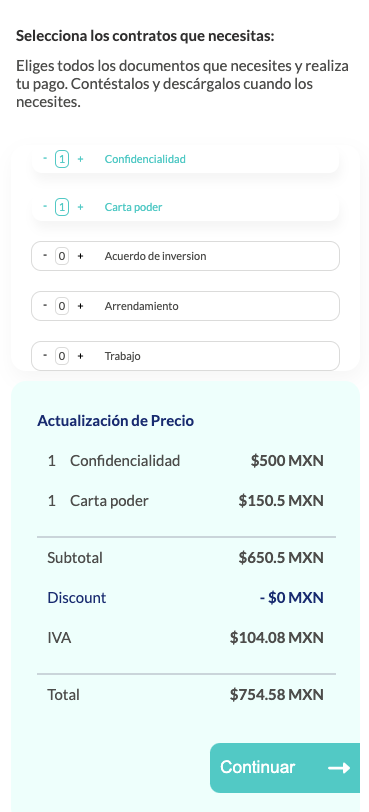 Selecciona los contratos que necesitas:
Eliges todos los documentos que necesites y realiza
tu pago. Contéstalos y descárgalos cuando los
necesites.
- 1 + Confidencialidad
- 1 + Carta poder
- 0 + Acuerdo de inversion
- 0 + Arrendamiento
- 0 + Trabajo
Actualización de Precio
1 Confidencialidad $500 MXN
1 Carta poder $150.5 MXN
Subtotal $650.5 MXN
Discount - $0 MXN
IVA $104.08 MXN
Total $754.58 MXN
Continuar →